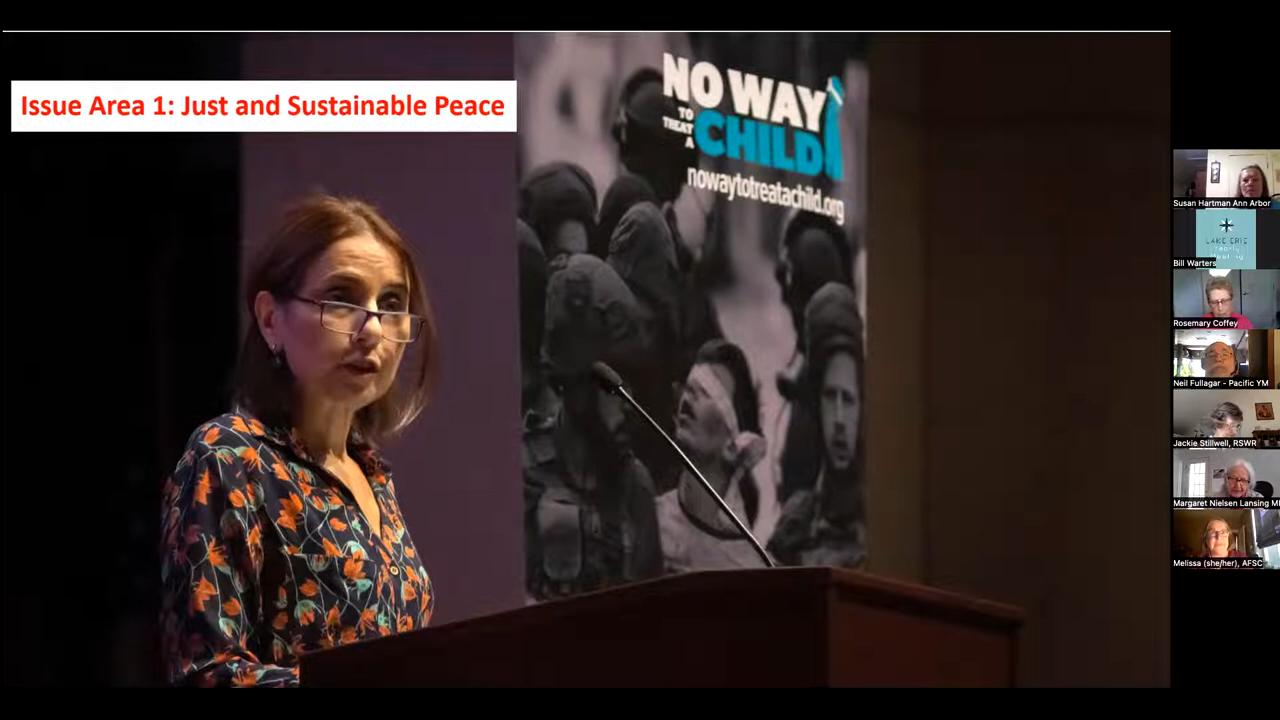 Issue Area 1: Just and Sustainable Peace
NO WAY
TO
TREAT
A
CHILD
nowaytotreatachild.org
Susan Hartman Ann Arbor
LAKE ERIE
Yearly
Meeting
Bill Warters
Rosemary Coffey
Neil Fullagar - Pacific YM
Jackie Stillwell, RSWR
Margaret Nielsen Lansing MI
Melissa (she/her), AFSC